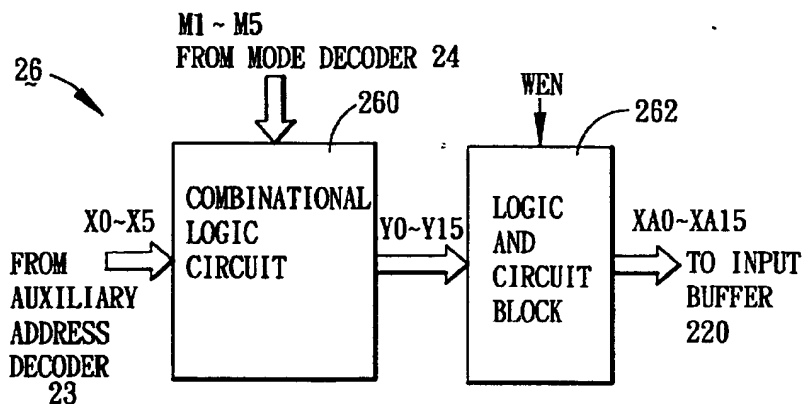 M1~M5
FROM MODE DECODER 24
26
260
WEN
262
X0~X5
FROM
AUXILIARY
ADDRESS
DECODER
23
COMBINATIONAL
LOGIC
CIRCUIT
Y0~Y15
LOGIC
AND
CIRCUIT
BLOCK
XA0~XA15
TO INPUT
BUFFER
220